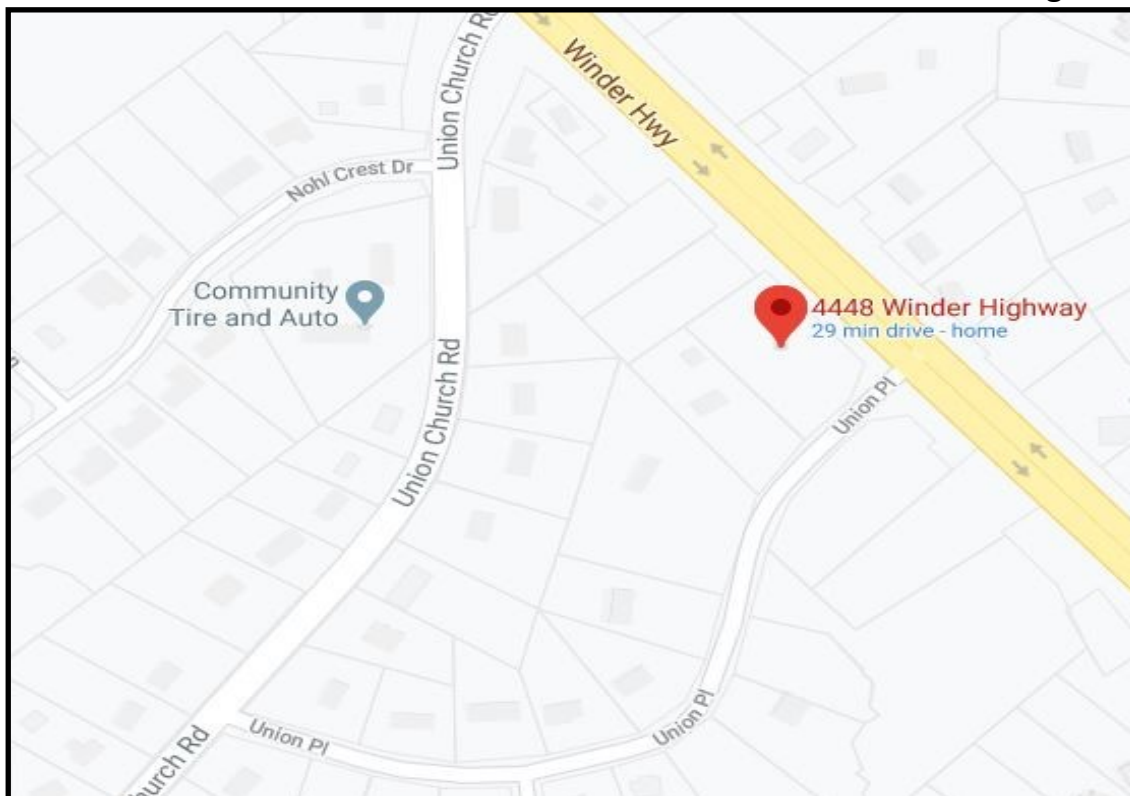 Union Church Rd
Winder Hwy
Nohl Crest Dr
Community
Tire and Auto
4448 Winder Highway
29 min drive - home
Union Church Rd
Union Pl
Union Pl
Union Pl
Church Rd